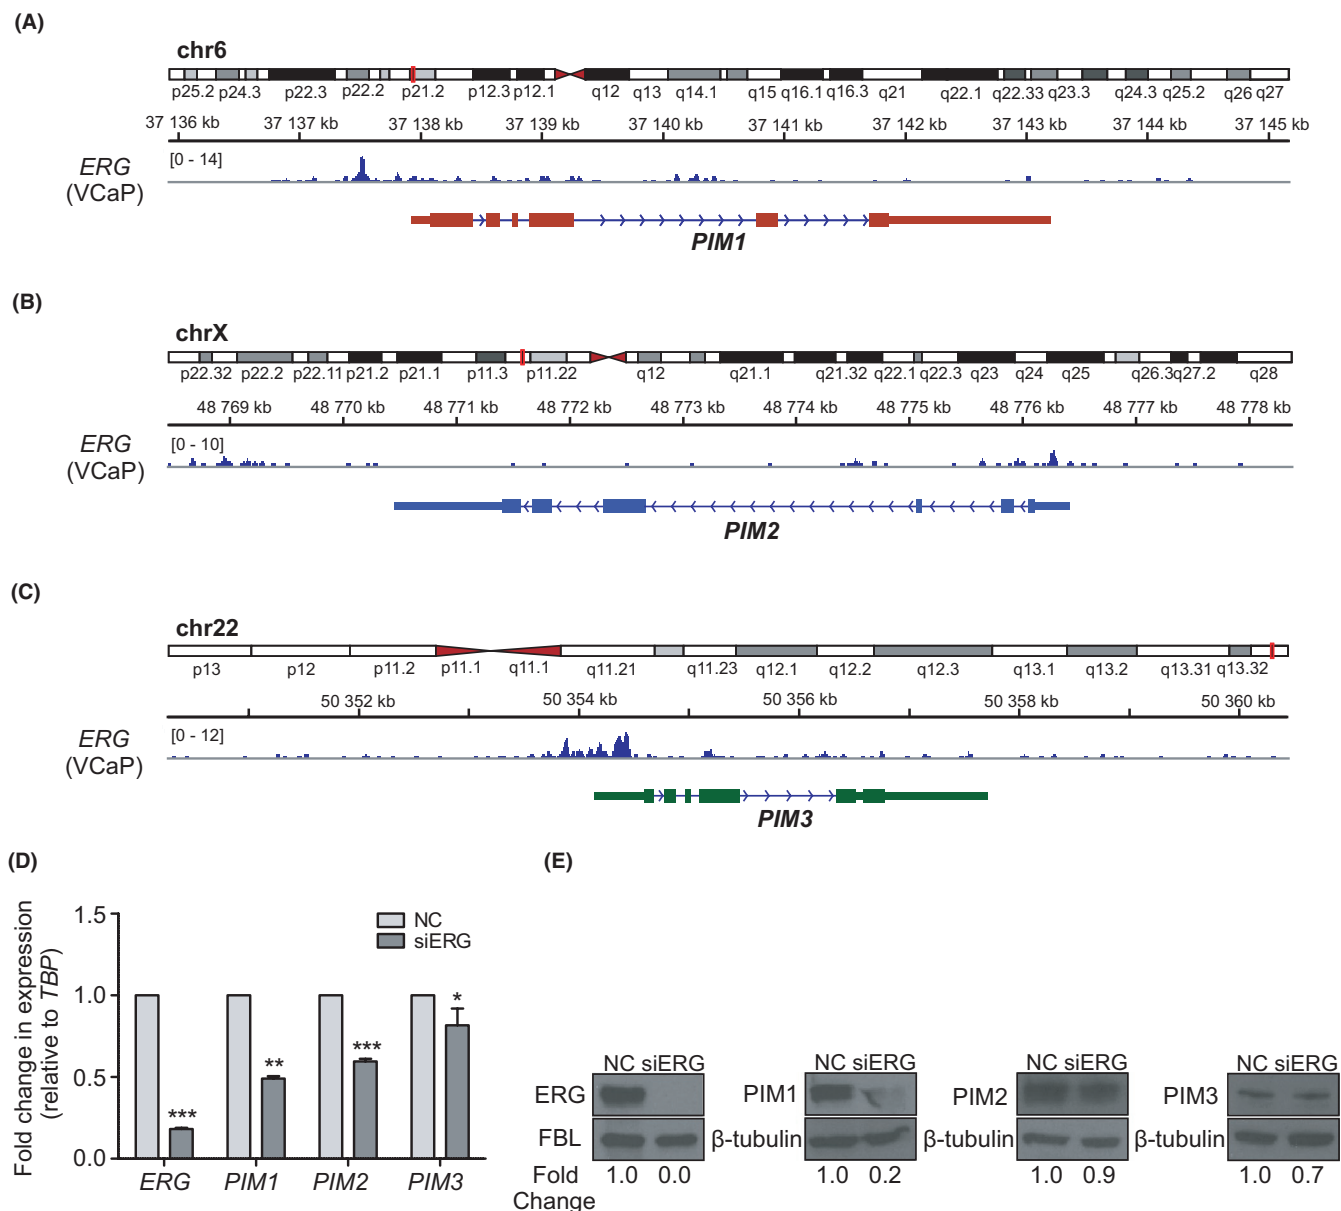 (A)
chr6
p25.2 p24.3 p22.3 p22.2 p21.2 p12.3 p12.1 q12 q13 q14.1 q15 q16.1 q16.3 q21 q22.1 q22.33 q23.3 q24.3 q25.2 q26 q27
37 136 kb 37 137 kb 37 138 kb 37 139 kb 37 140 kb 37 141 kb 37 142 kb 37 143 kb 37 144 kb 37 145 kb
ERG
(VCaP)
[0 - 14]
PIM1
(B)
chrX
p22.32 p22.2 p22.11 p21.2 p21.1 p11.3 p11.22 q12 q21.1 q21.32 q22.1 q22.3 q23 q24 q25 q26.3 q27.2 q28
48 769 kb 48 770 kb 48 771 kb 48 772 kb 48 773 kb 48 774 kb 48 775 kb 48 776 kb 48 777 kb 48 778 kb
ERG
(VCaP)
[0 - 10]
PIM2
(C)
chr22
p13 p12 p11.2 p11.1 q11.1 q11.21 q11.23 q12.1 q12.2 q12.3 q13.1 q13.2 q13.31 q13.32
50 352 kb 50 354 kb 50 356 kb 50 358 kb 50 360 kb
ERG
(VCaP)
[0 - 12]
PIM3
(D)
Fold change in expression
(relative to TBP)
1.5
1.0
0.5
0.0
NC
siERG
***
**
***
*
ERG PIM1 PIM2 PIM3
(E)
NC siERG
ERG
FBL
Fold
Change
1.0 0.0
NC siERG
PIM1
β-tubulin
1.0 0.2
NC siERG
PIM2
β-tubulin
1.0 0.9
NC siERG
PIM3
β-tubulin
1.0 0.7